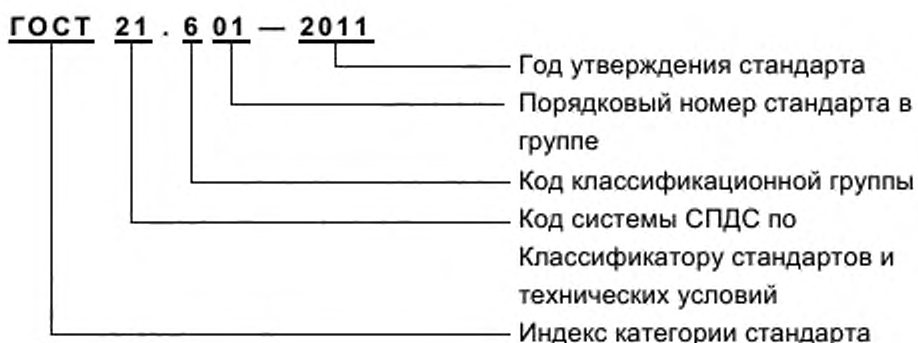 ГОСТ 21.601—2011
Год утверждения стандарта
Порядковый номер стандарта в
группе
Код классификационной группы
Код системы СПДС по
Классификатору стандартов и
технических условий
Индекс категории стандарта